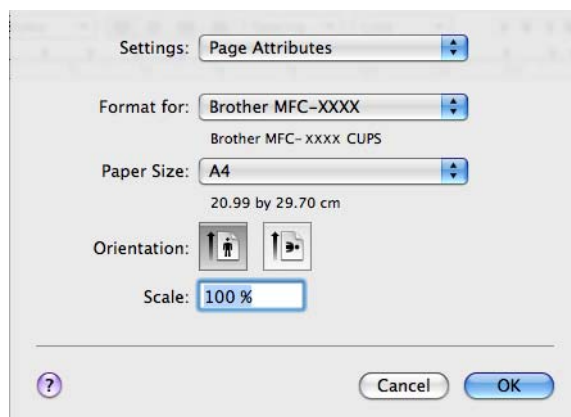 Settings: Page Attributes
Format for: Brother MFC-XXXX
Brother MFC-XXXX CUPS
Paper Size: A4
20.99 by 29.70 cm
Orientation:
Scale: 100 %
? Cancel OK